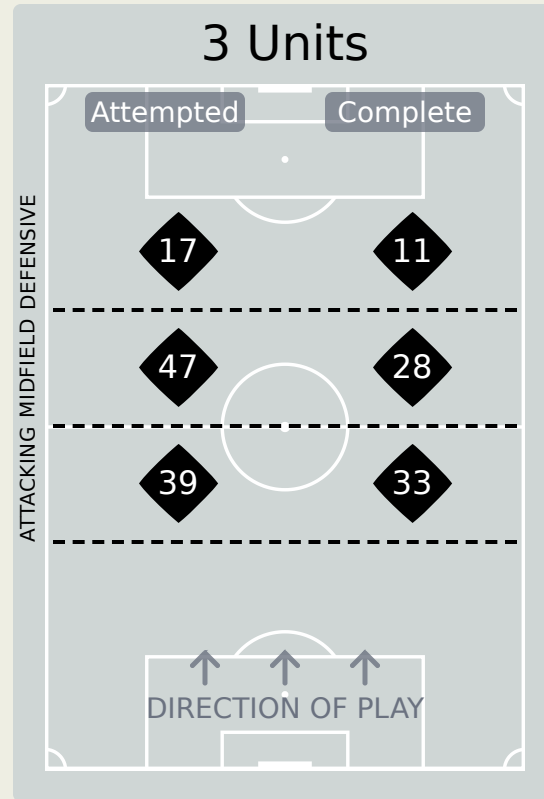 3 Units
Attempted Complete
ATTACKING MIDFIELD DEFENSIVE
17 11
47 28
39 33
DIRECTION OF PLAY